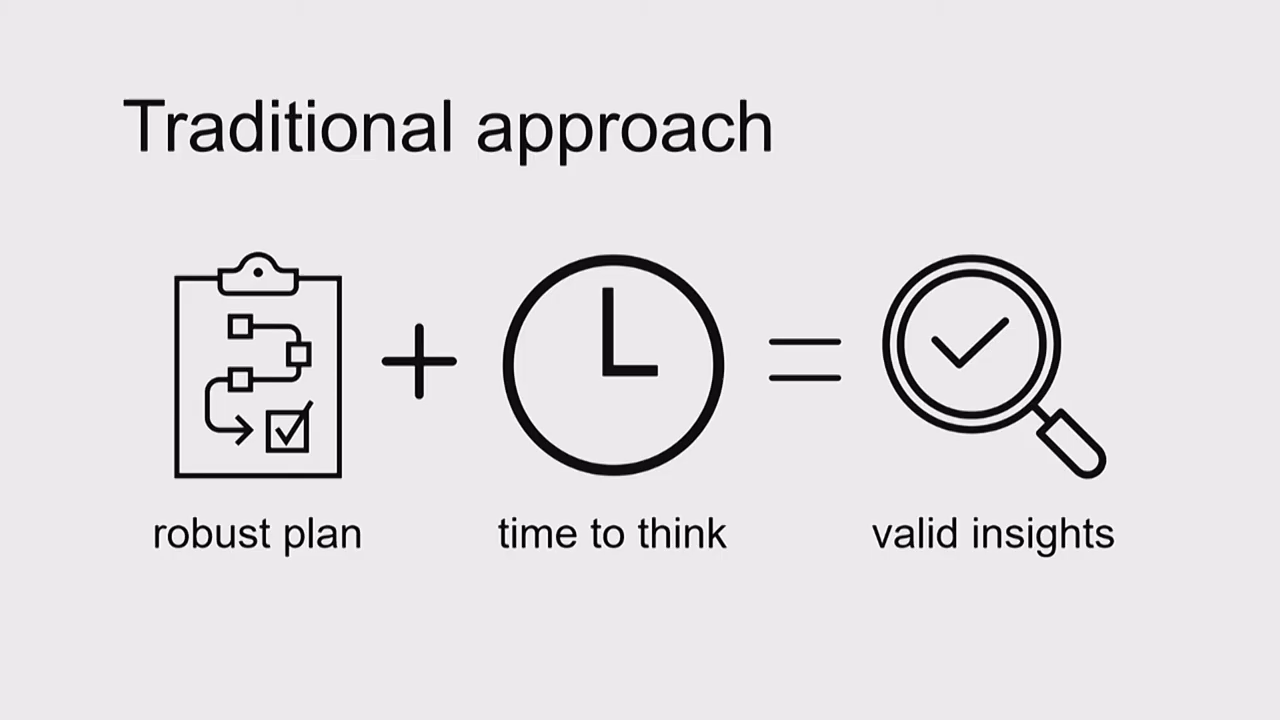 Traditional approach
robust plan
time to think
valid insights